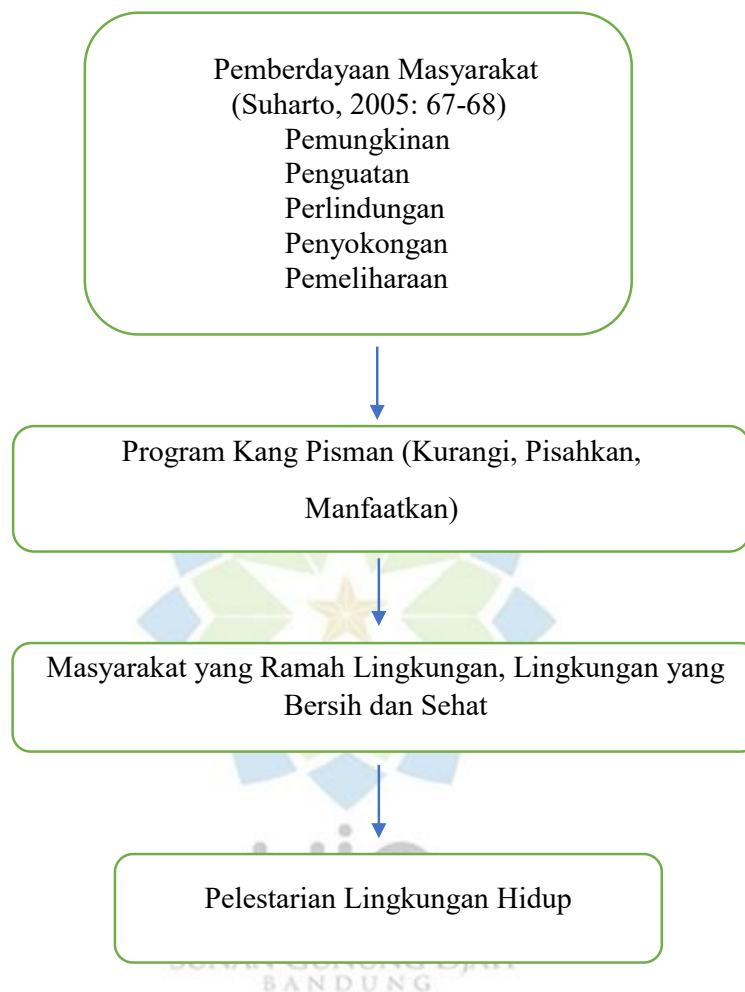 Pemberdayaan Masyarakat
(Suharto, 2005: 67-68)
Pemungkinan
Penguatan
Perlindungan
Penyokongan
Pemeliharaan
Program Kang Pisman (Kurangi, Pisahkan,
Manfaatkan)
Masyarakat yang Ramah Lingkungan, Lingkungan yang
Bersih dan Sehat
Pelestarian Lingkungan Hidup
BANDUNG